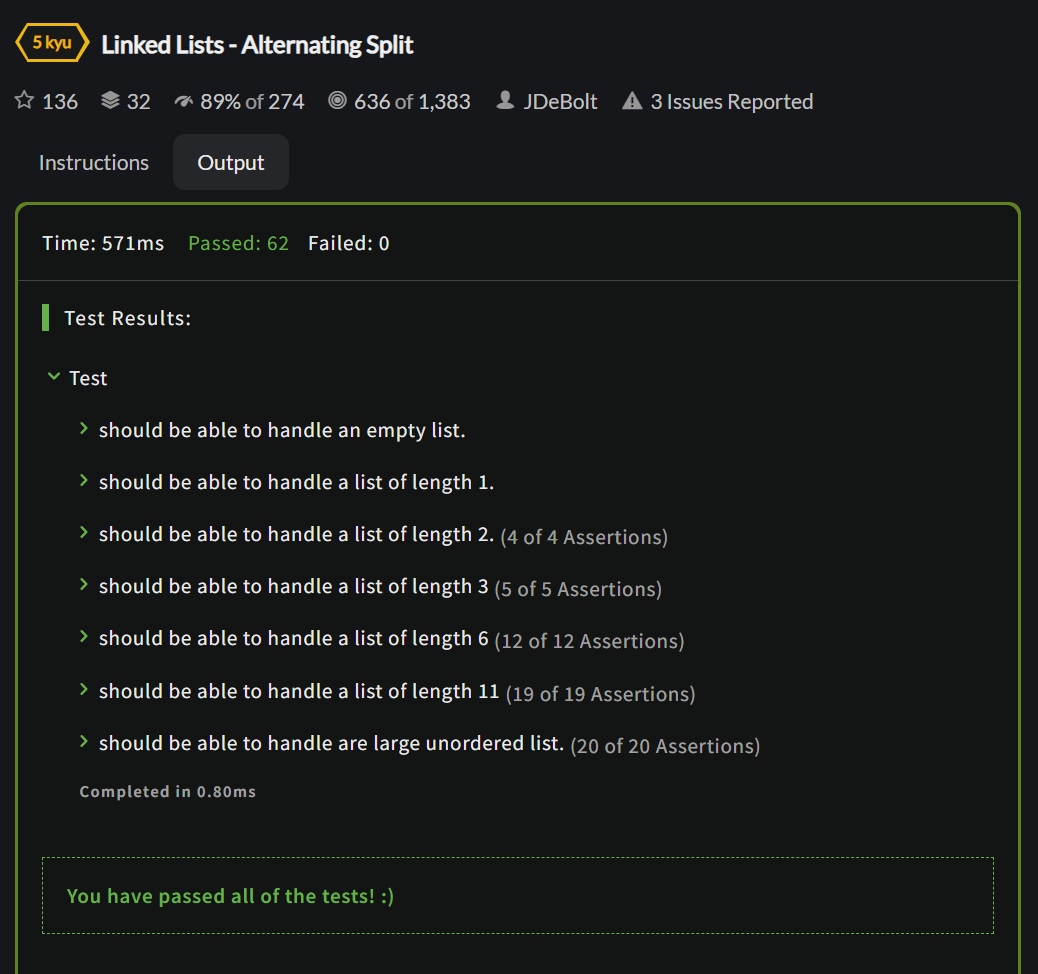 5 kyu Linked Lists - Alternating Split
136 32 89% of 274 636 of 1,383 JDeBolt 3 Issues Reported
Instructions Output
Time: 571ms Passed: 62 Failed: 0
Test Results:
Test
should be able to handle an empty list.
should be able to handle a list of length 1.
should be able to handle a list of length 2. (4 of 4 Assertions)
should be able to handle a list of length 3 (5 of 5 Assertions)
should be able to handle a list of length 6 (12 of 12 Assertions)
should be able to handle a list of length 11 (19 of 19 Assertions)
should be able to handle are large unordered list. (20 of 20 Assertions)
Completed in 0.80ms
You have passed all of the tests! :)